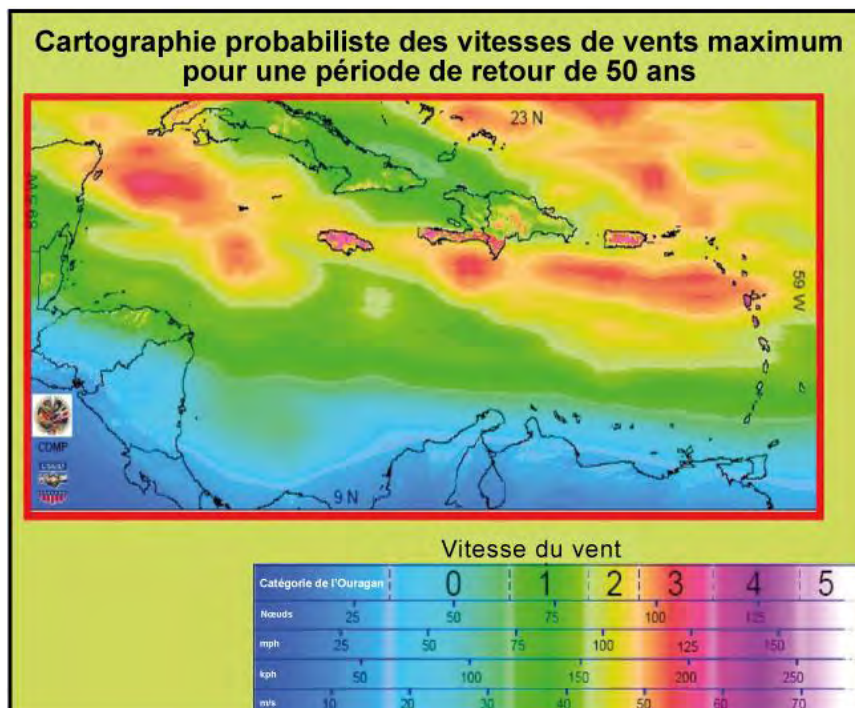 Cartographie probabiliste des vitesses de vents maximum
pour une période de retour de 50 ans
23 N
59 W
CDMP
9 N
Vitesse du vent
Catégorie de l'Ouragan 0 1 2 3 4 5
Nœuds 25 50 75 100 125
mph 25 50 75 100 125 150
kph 50 100 150 200 250
m/s 10 20 30 40 50 60 70